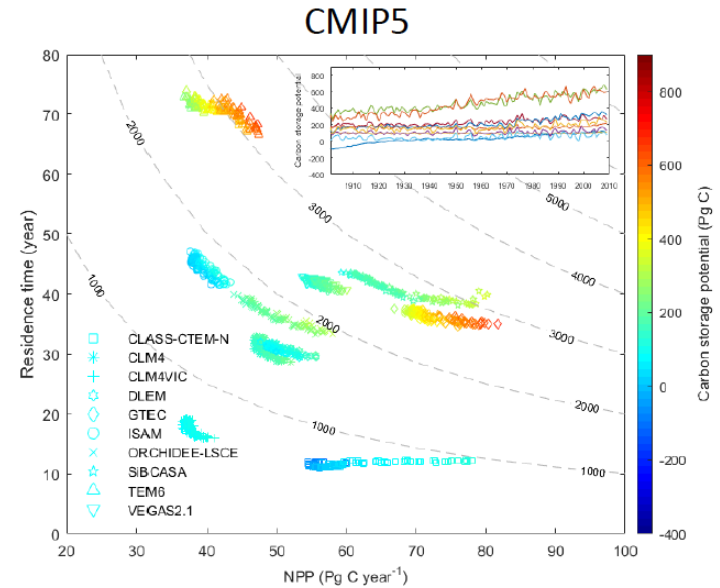 CMIP5
80
70
60
50
40
30
20
10
0
20 30 40 50 60 70 80 90 100
Residence time (year)
NPP (Pg C year⁻¹)
2000
1000
3000
2000
1000
5000
4000
3000
2000
1000
Carbon storage potential
800
600
400
200
0
-200
-400
1910 1920 1930 1940 1950 1960 1970 1980 1990 2000 2010
CLASS-CTEM-N
CLM4
CLM4VIC
DLEM
GTEC
ISAM
ORCHIDEE-LSCE
SiBCASA
TEM6
VEGAS2.1
800
600
400
200
0
-200
-400
Carbon storage potential (Pg C)